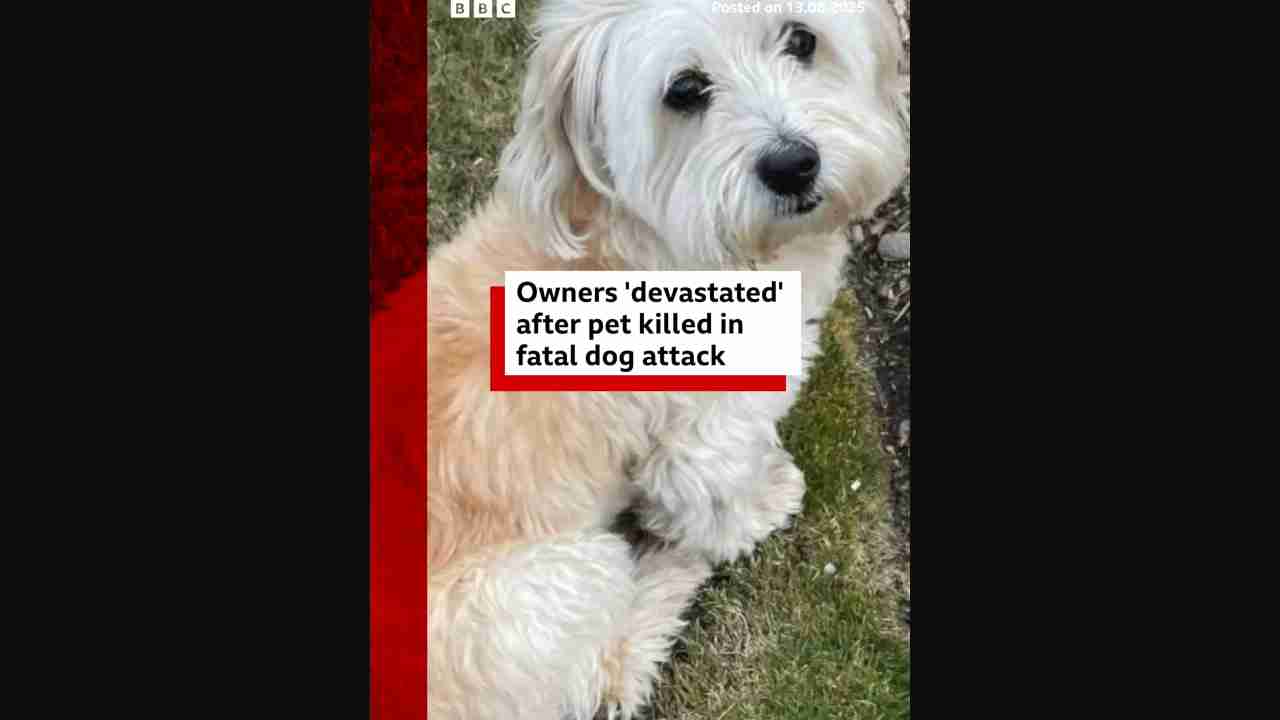 BBC
Posted on 13.08.2025
Owners 'devastated'
after pet killed in
fatal dog attack